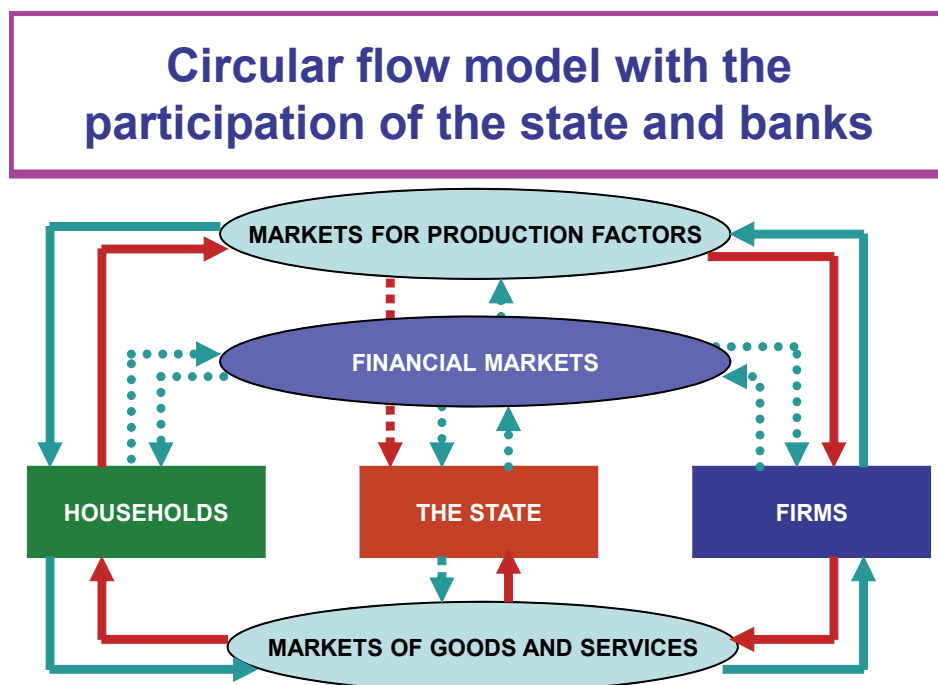 Circular flow model with the
participation of the state and banks
MARKETS FOR PRODUCTION FACTORS
FINANCIAL MARKETS
HOUSEHOLDS
THE STATE
FIRMS
MARKETS OF GOODS AND SERVICES